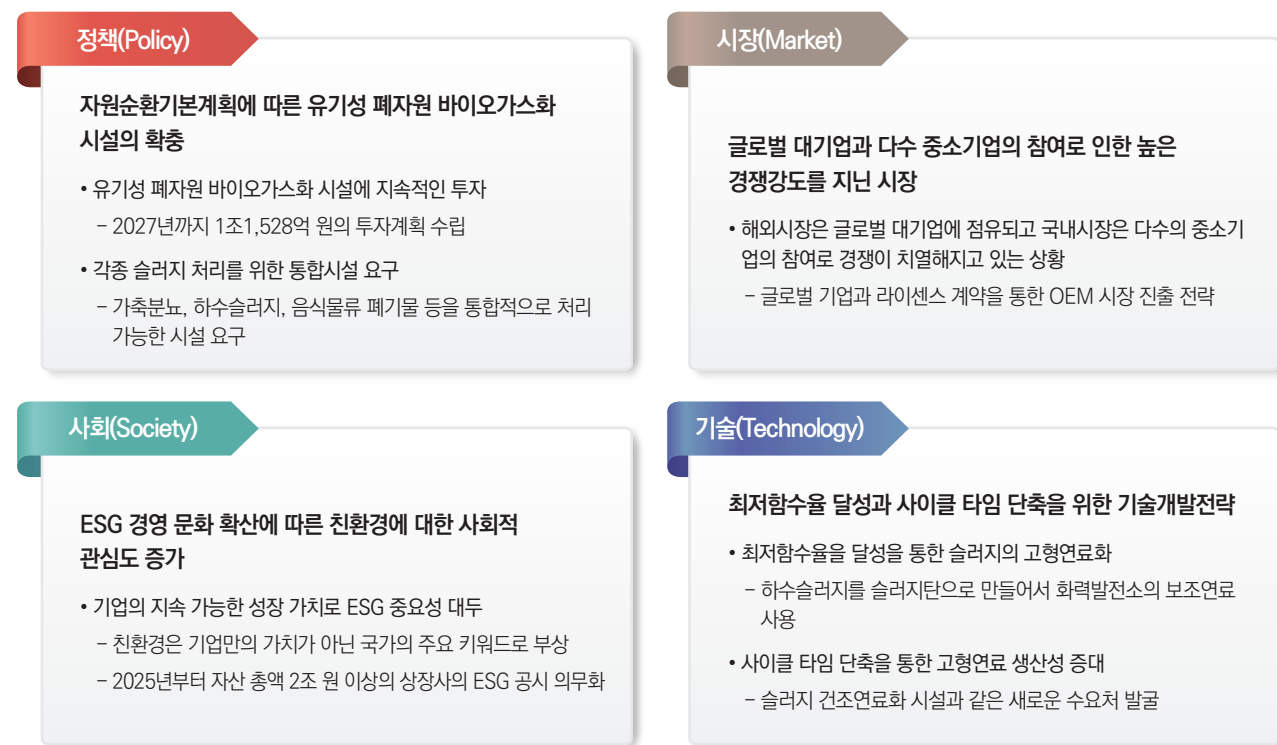 정책(Policy)
자원순환기본계획에 따른 유기성 폐자원 바이오가스화
시설의 확충
• 유기성 폐자원 바이오가스화 시설에 지속적인 투자
– 2027년까지 1조1,528억 원의 투자계획 수립
• 각종 슬러지 처리를 위한 통합시설 요구
– 가축분뇨, 하수슬러지, 음식물류 폐기물 등을 통합적으로 처리
가능한 시설 요구
시장(Market)
글로벌 대기업과 다수 중소기업의 참여로 인한 높은
경쟁강도를 지닌 시장
• 해외시장은 글로벌 대기업에 점유되고 국내시장은 다수의 중소기
업의 참여로 경쟁이 치열해지고 있는 상황
– 글로벌 기업과 라이센스 계약을 통한 OEM 시장 진출 전략
사회(Society)
ESG 경영 문화 확산에 따른 친환경에 대한 사회적
관심도 증가
• 기업의 지속 가능한 성장 가치로 ESG 중요성 대두
– 친환경은 기업만의 가치가 아닌 국가의 주요 키워드로 부상
– 2025년부터 자산 총액 2조 원 이상의 상장사의 ESG 공시 의무화
기술(Technology)
최저함수율 달성과 사이클 타임 단축을 위한 기술개발전략
• 최저함수율을 달성을 통한 슬러지의 고형연료화
– 하수슬러지를 슬러지탄으로 만들어서 화력발전소의 보조연료
사용
• 사이클 타임 단축을 통한 고형연료 생산성 증대
– 슬러지 건조연료화 시설과 같은 새로운 수요처 발굴